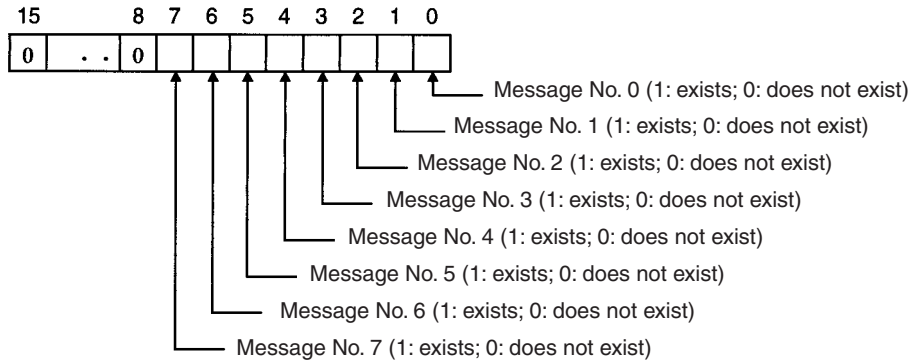 15 8 7 6 5 4 3 2 1 0
0 . . 0
Message No. 0 (1: exists; 0: does not exist)
Message No. 1 (1: exists; 0: does not exist)
Message No. 2 (1: exists; 0: does not exist)
Message No. 3 (1: exists; 0: does not exist)
Message No. 4 (1: exists; 0: does not exist)
Message No. 5 (1: exists; 0: does not exist)
Message No. 6 (1: exists; 0: does not exist)
Message No. 7 (1: exists; 0: does not exist)